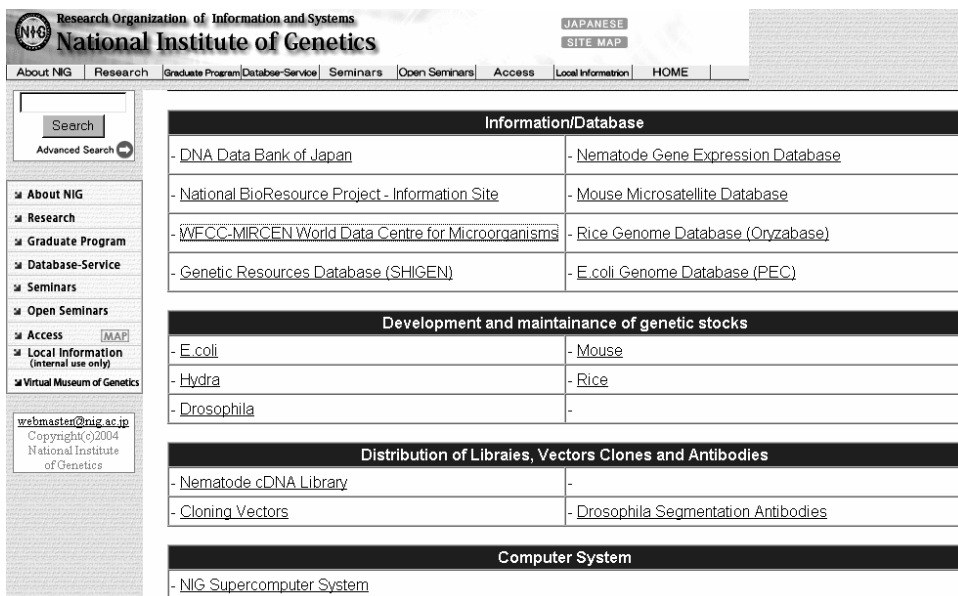 Research Organization of Information and Systems
NIG National Institute of Genetics
JAPANESE
SITE MAP
About NIG Research Graduate Program Databse-Service Seminars Open Seminars Access Local Informatrion HOME
Search
Advanced Search
About NIG
Research
Graduate Program
Database-Service
Seminars
Open Seminars
Access MAP
Local Information
(internal use only)
Virtual Museum of Genetics
webmaster@nig.ac.jp
Copyright(c)2004
National Institute
of Genetics
Information/Database
- DNA Data Bank of Japan - Nematode Gene Expression Database
- National BioResource Project - Information Site - Mouse Microsatellite Database
- WFCC-MIRCEN World Data Centre for Microorganisms - Rice Genome Database (Oryzabase)
- Genetic Resources Database (SHIGEN) - E.coli Genome Database (PEC)
Development and maintainance of genetic stocks
- E.coli - Mouse
- Hydra - Rice
- Drosophila -
Distribution of Libraies, Vectors Clones and Antibodies
- Nematode cDNA Library -
- Cloning Vectors - Drosophila Segmentation Antibodies
Computer System
- NIG Supercomputer System